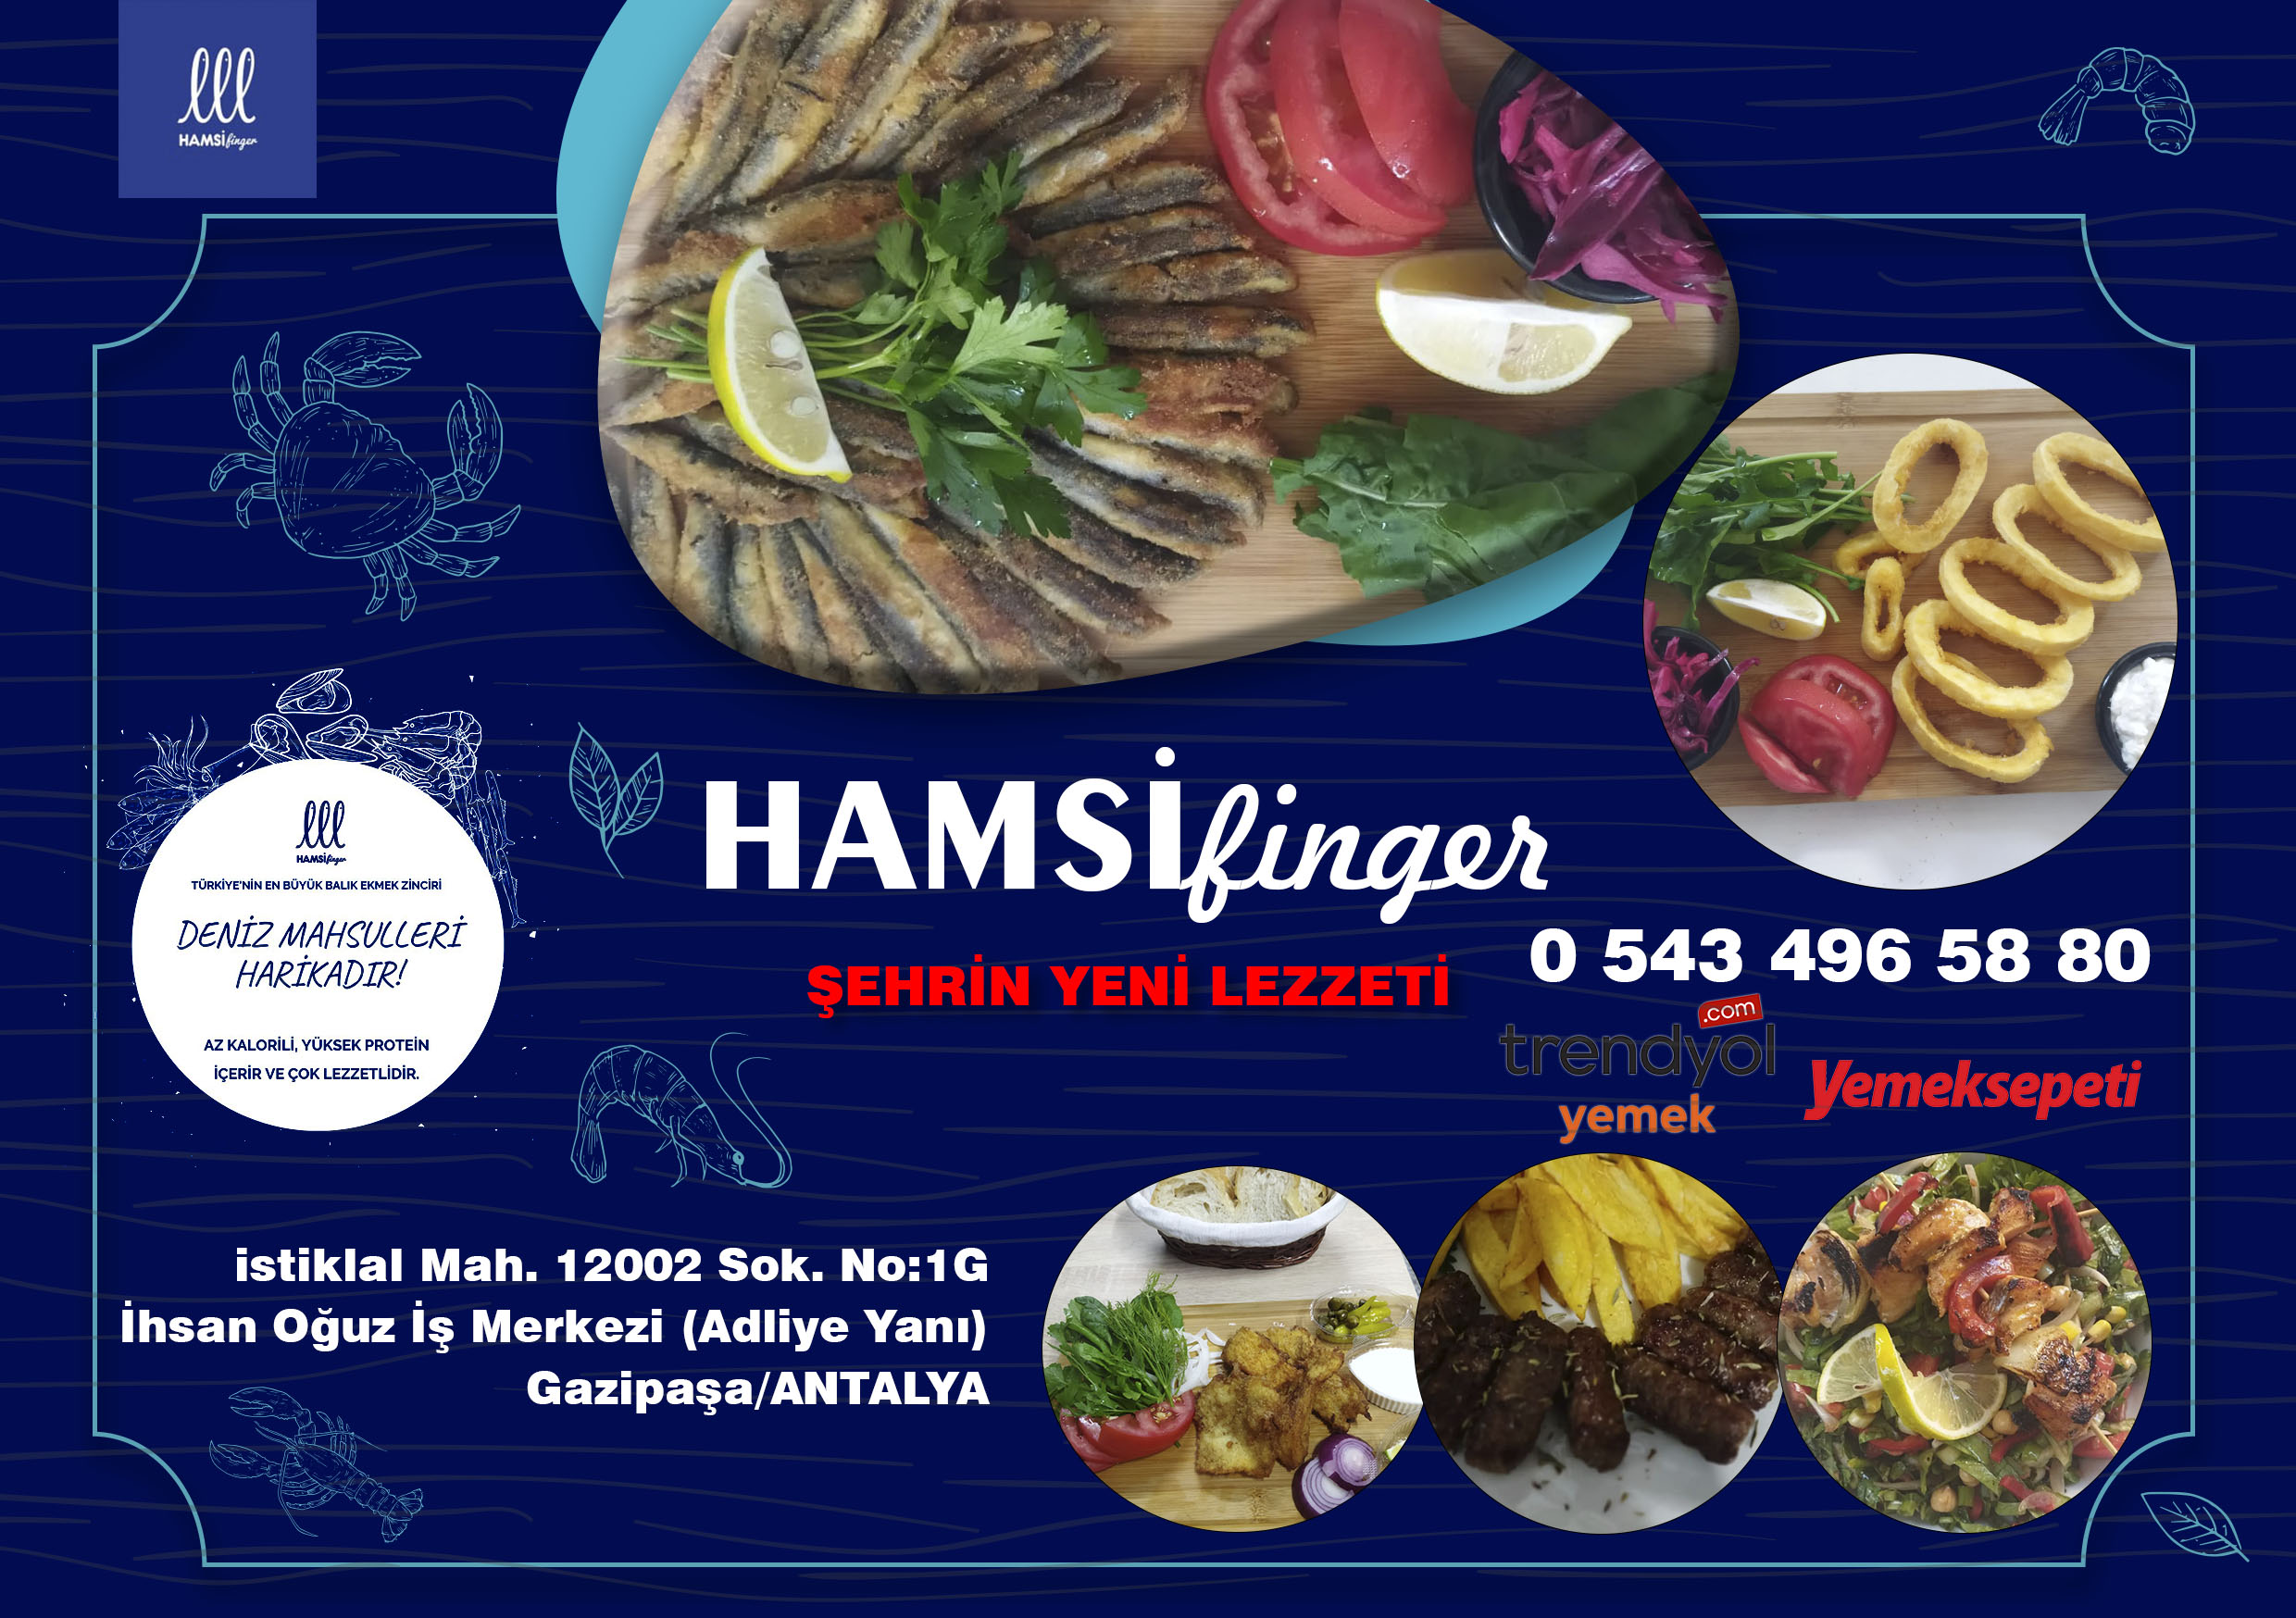 HAMSİfinger
HAMSİfinger
ŞEHRİN YENİ LEZZETİ
0 543 496 58 80
trendyol.com
yemek
Yemeksepeti
HAMSİfinger
TÜRKİYE'NİN EN BÜYÜK BALIK EKMEK ZİNCİRİ
DENİZ MAHSULLERİ
HARİKADIR!
AZ KALORİLİ, YÜKSEK PROTEİN
İÇERİR VE ÇOK LEZZETLİDİR.
istiklal Mah. 12002 Sok. No:1G
İhsan Oğuz İş Merkezi (Adliye Yanı)
Gazipaşa/ANTALYA